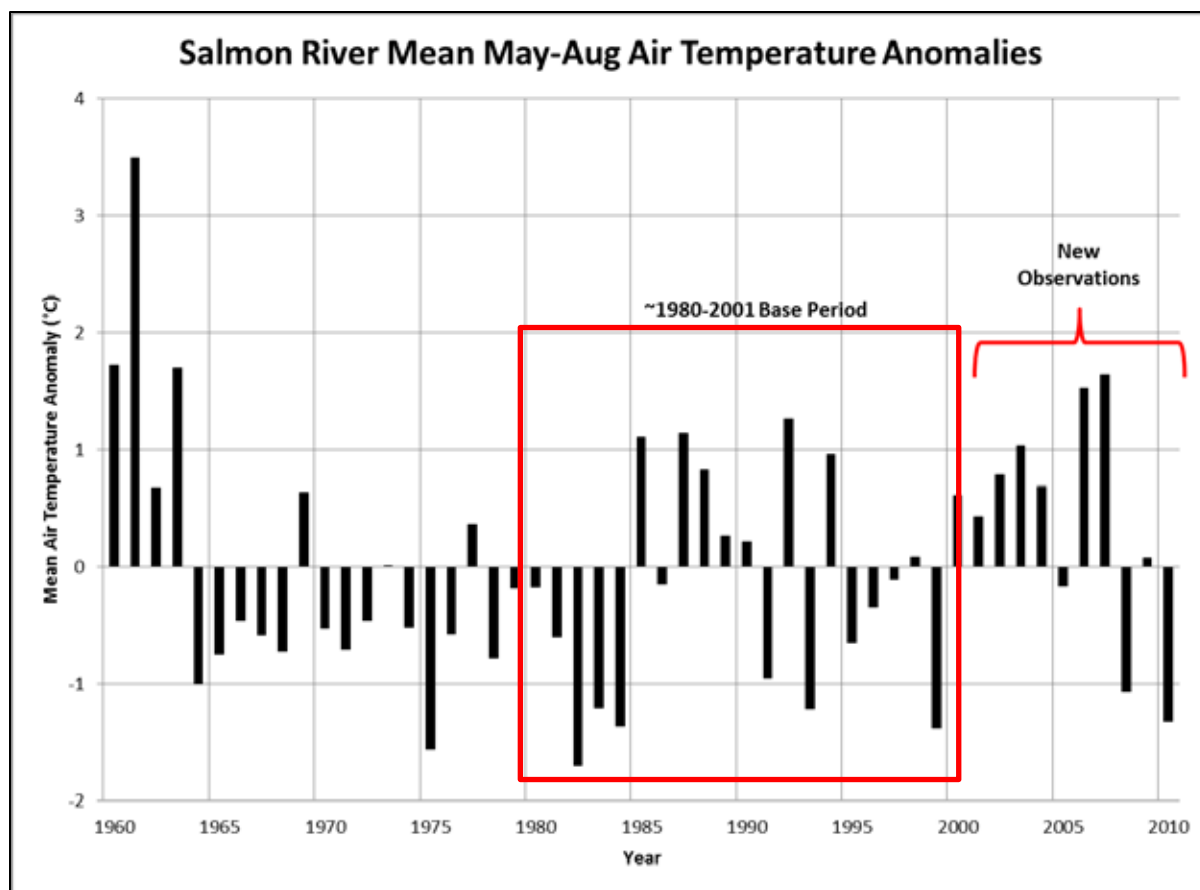 Salmon River Mean May-Aug Air Temperature Anomalies
4
3
2
1
0
-1
-2
Mean Air Temperature Anomaly (°C)
~1980-2001 Base Period
New
Observations
1960 1965 1970 1975 1980 1985 1990 1995 2000 2005 2010
Year